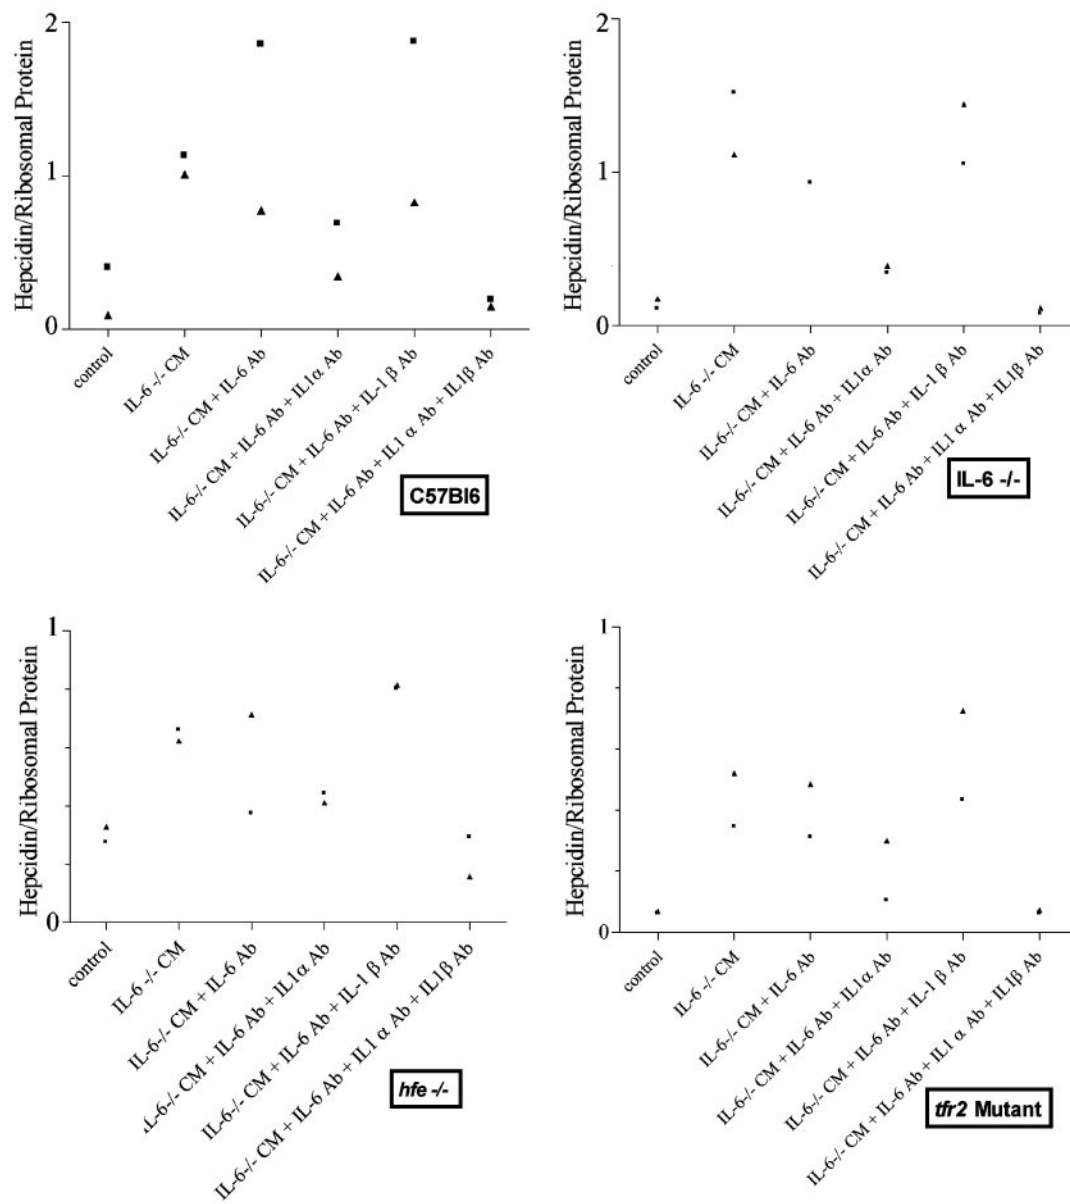 Hepcidin/Ribosomal Protein
2
1
0
control
IL-6 -/- CM
IL-6-/- CM + IL-6 Ab
IL-6-/- CM + IL-6 Ab + IL1α Ab
IL-6-/- CM + IL-6 Ab + IL-1 β Ab
IL-6-/- CM + IL-6 Ab + IL1 α Ab + IL1β Ab
C57Bl6
Hepcidin/Ribosomal Protein
2
1
0
control
IL-6 -/- CM
IL-6-/- CM + IL-6 Ab
IL-6-/- CM + IL-6 Ab + IL1α Ab
IL-6-/- CM + IL-6 Ab + IL-1 β Ab
IL-6-/- CM + IL-6 Ab + IL1 α Ab + IL1β Ab
IL-6 -/-
Hepcidin/Ribosomal Protein
1
0
control
IL-6 -/- CM
IL-6-/- CM + IL-6 Ab
IL-6-/- CM + IL-6 Ab + IL1α Ab
IL-6-/- CM + IL-6 Ab + IL-1 β Ab
IL-6-/- CM + IL-6 Ab + IL1 α Ab + IL1β Ab
hfe -/-
Hepcidin/Ribosomal Protein
1
0
control
IL-6 -/- CM
IL-6-/- CM + IL-6 Ab
IL-6-/- CM + IL-6 Ab + IL1α Ab
IL-6-/- CM + IL-6 Ab + IL-1 β Ab
IL-6-/- CM + IL-6 Ab + IL1 α Ab + IL1β Ab
tfr2 Mutant